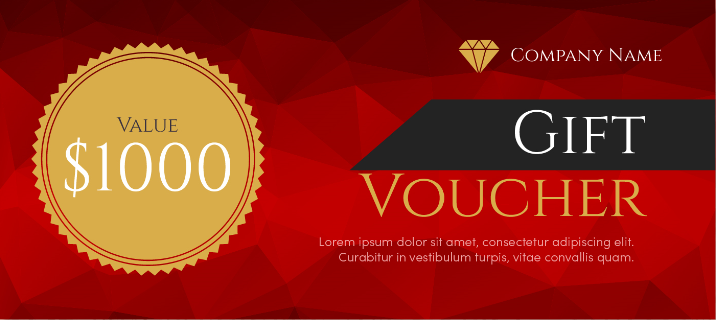 Company Name
Value
$1000
Gift
Voucher
Lorem ipsum dolor sit amet, consectetur adipiscing elit.
Curabitur in vestibulum turpis, vitae convallis quam.